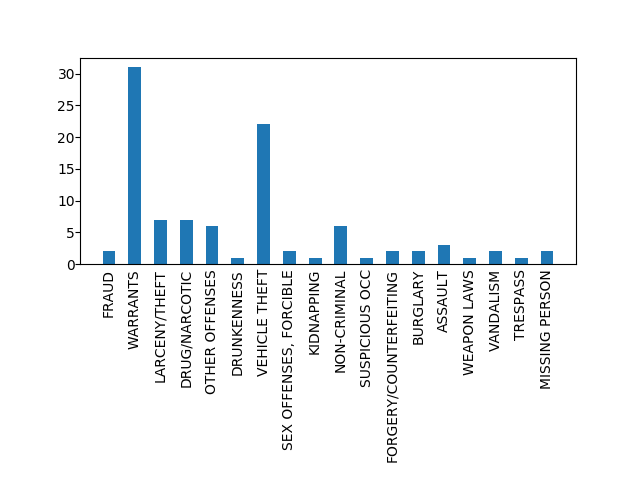 30
25
20
15
10
5
0
FRAUD
WARRANTS
LARCENY/THEFT
DRUG/NARCOTIC
OTHER OFFENSES
DRUNKENNESS
VEHICLE THEFT
SEX OFFENSES, FORCIBLE
KIDNAPPING
NON-CRIMINAL
SUSPICIOUS OCC
FORGERY/COUNTERFEITING
BURGLARY
ASSAULT
WEAPON LAWS
VANDALISM
TRESPASS
MISSING PERSON